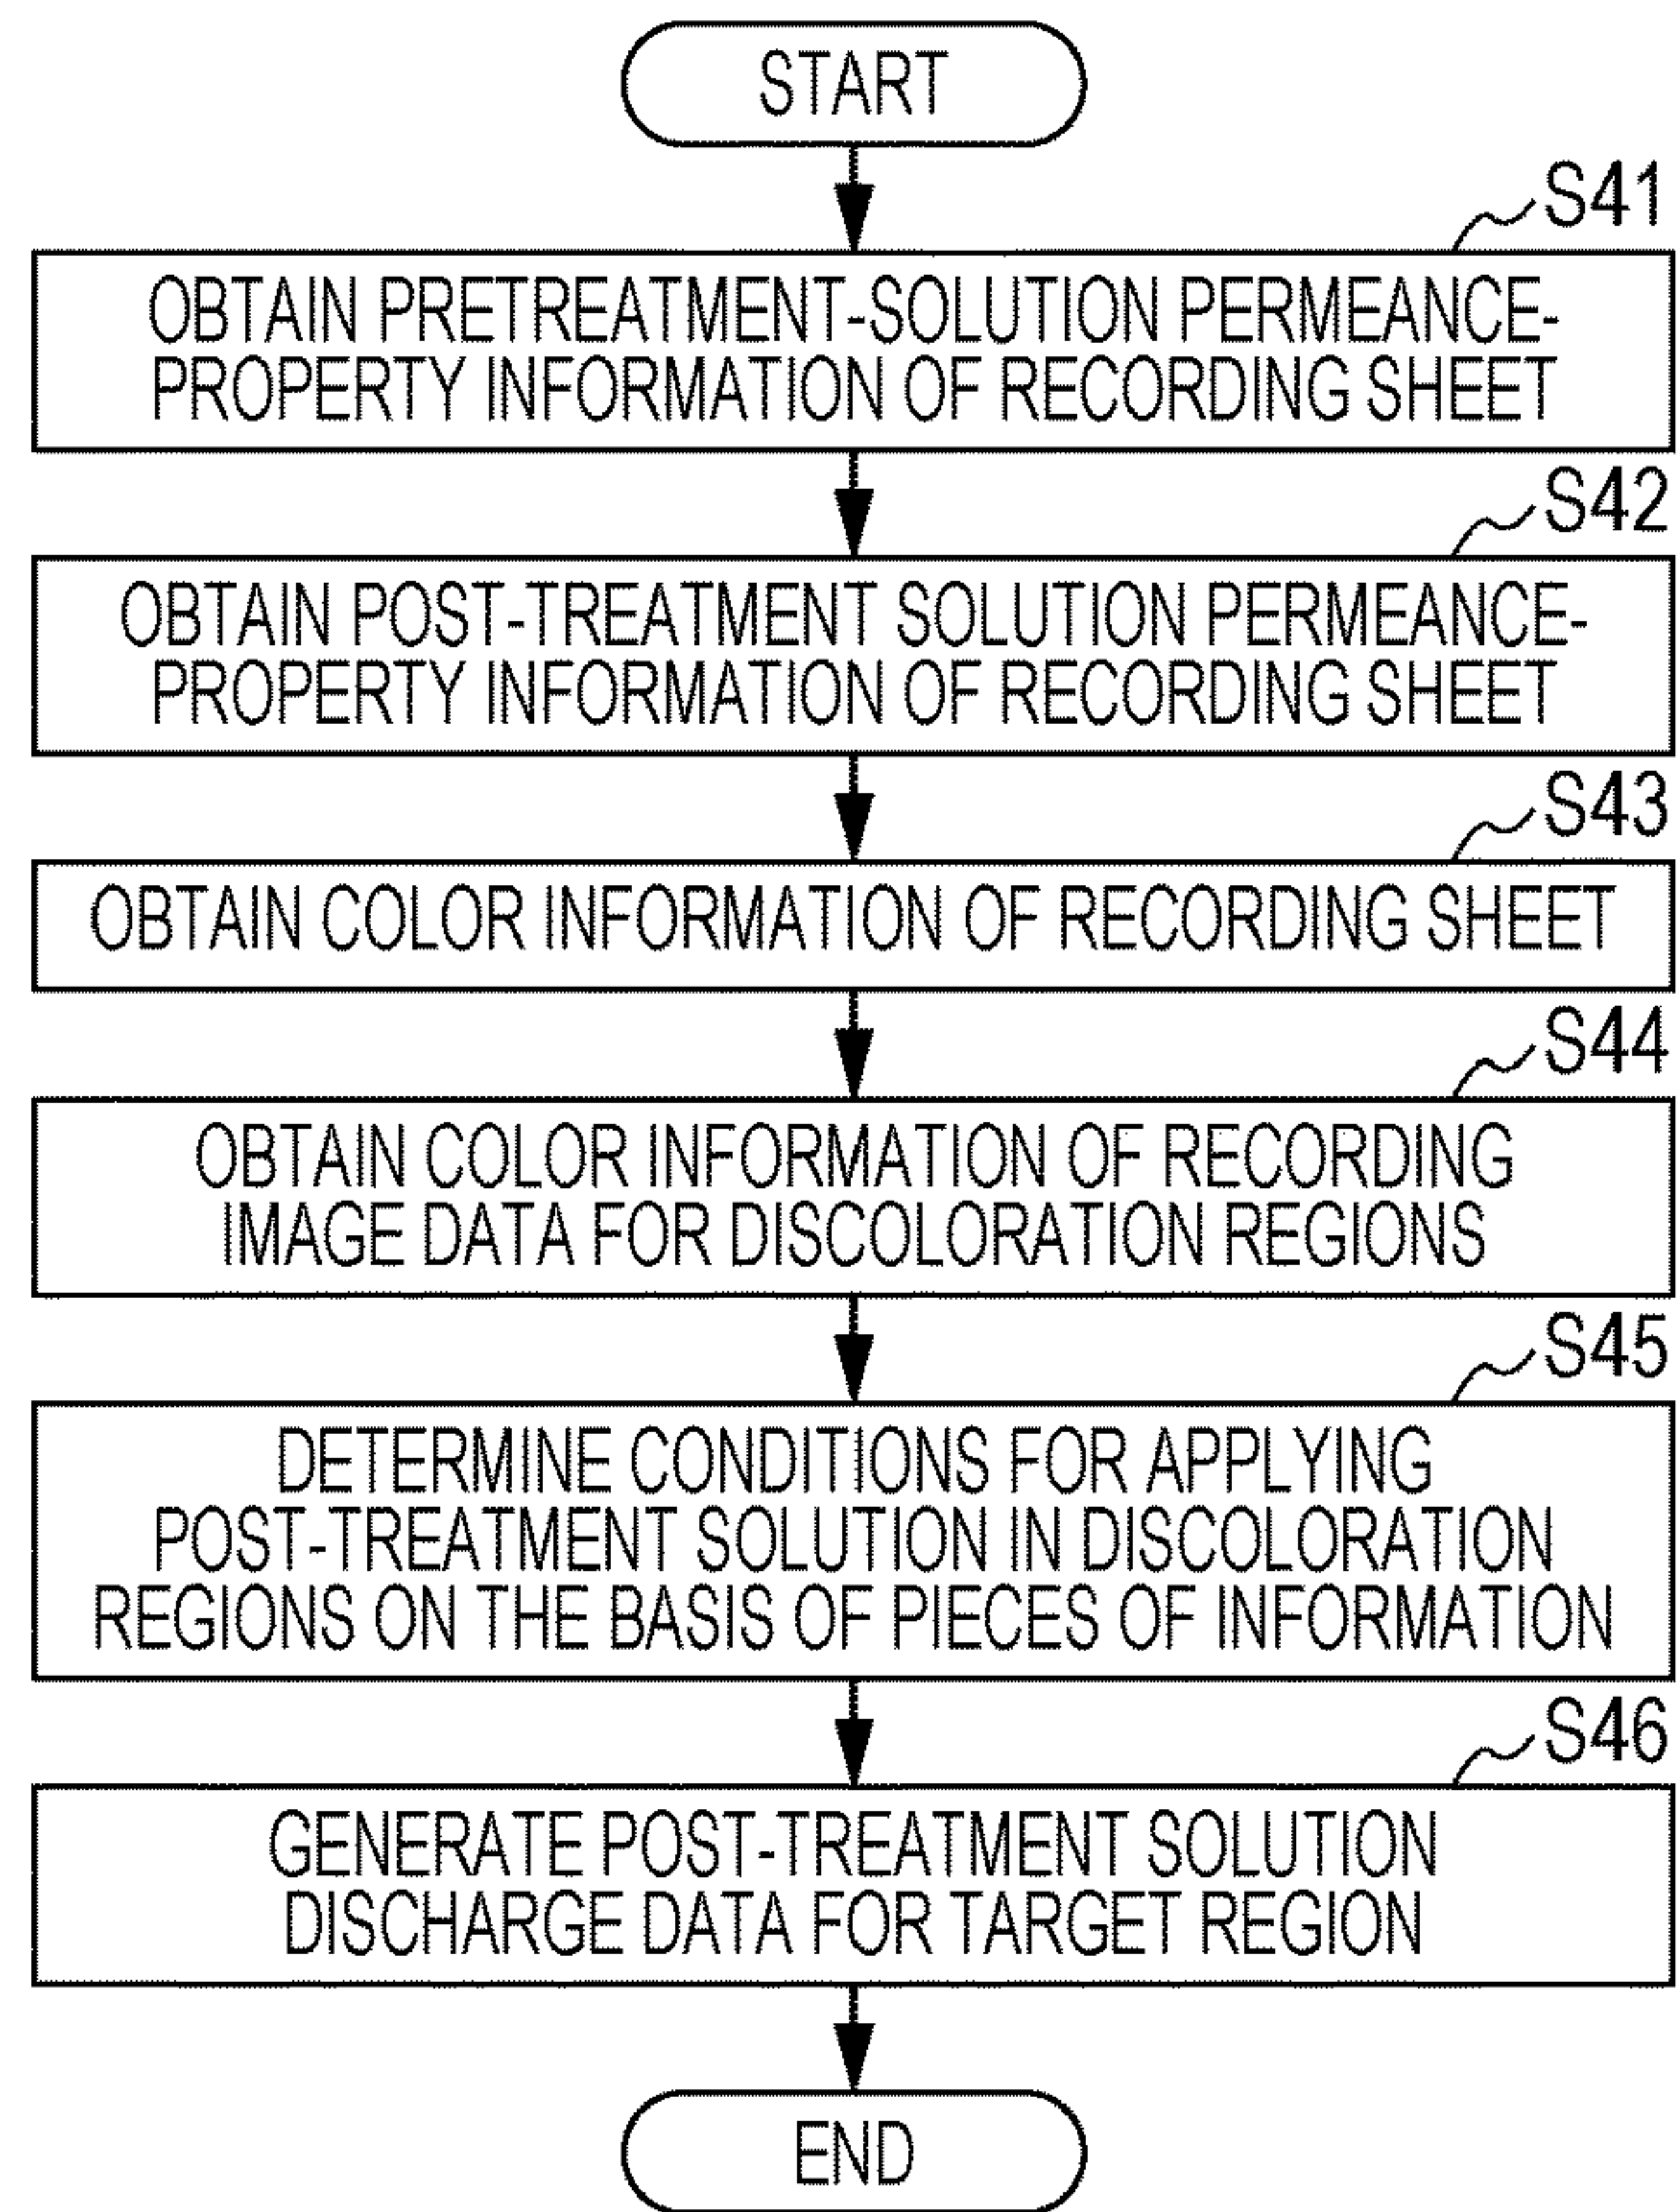 START
S41
OBTAIN PRETREATMENT-SOLUTION PERMEANCE-
PROPERTY INFORMATION OF RECORDING SHEET
S42
OBTAIN POST-TREATMENT SOLUTION PERMEANCE-
PROPERTY INFORMATION OF RECORDING SHEET
S43
OBTAIN COLOR INFORMATION OF RECORDING SHEET
S44
OBTAIN COLOR INFORMATION OF RECORDING
IMAGE DATA FOR DISCOLORATION REGIONS
S45
DETERMINE CONDITIONS FOR APPLYING
POST-TREATMENT SOLUTION IN DISCOLORATION
REGIONS ON THE BASIS OF PIECES OF INFORMATION
S46
GENERATE POST-TREATMENT SOLUTION
DISCHARGE DATA FOR TARGET REGION
END